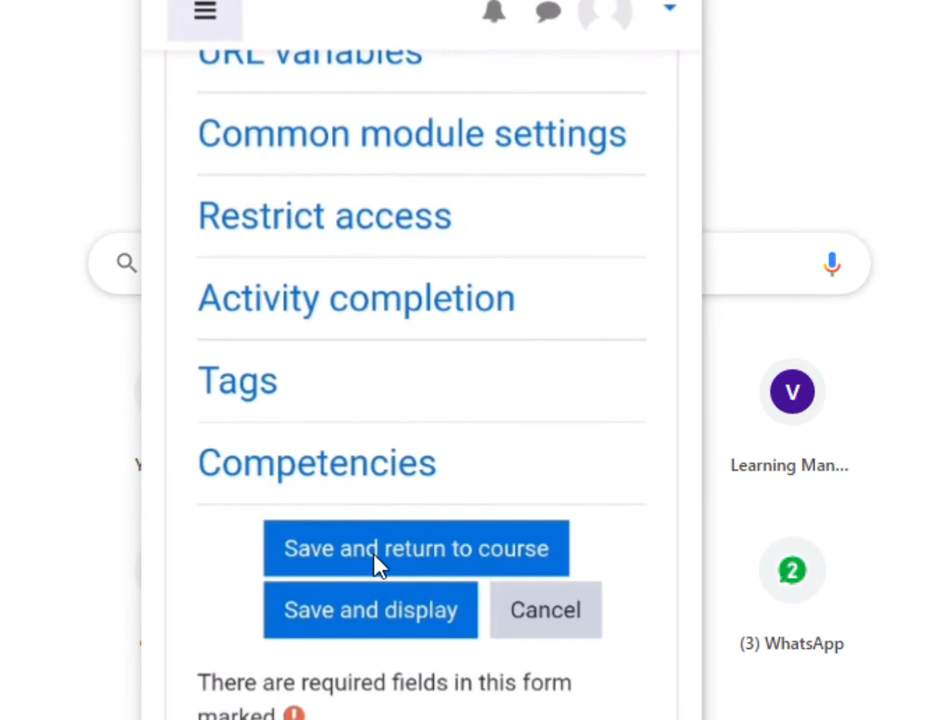 URL variables
Common module settings
Restrict access
Activity completion
Tags
Competencies
Save and return to course
Save and display
Cancel
There are required fields in this form
marked
Y
V
Learning Man...
2
(3) WhatsApp